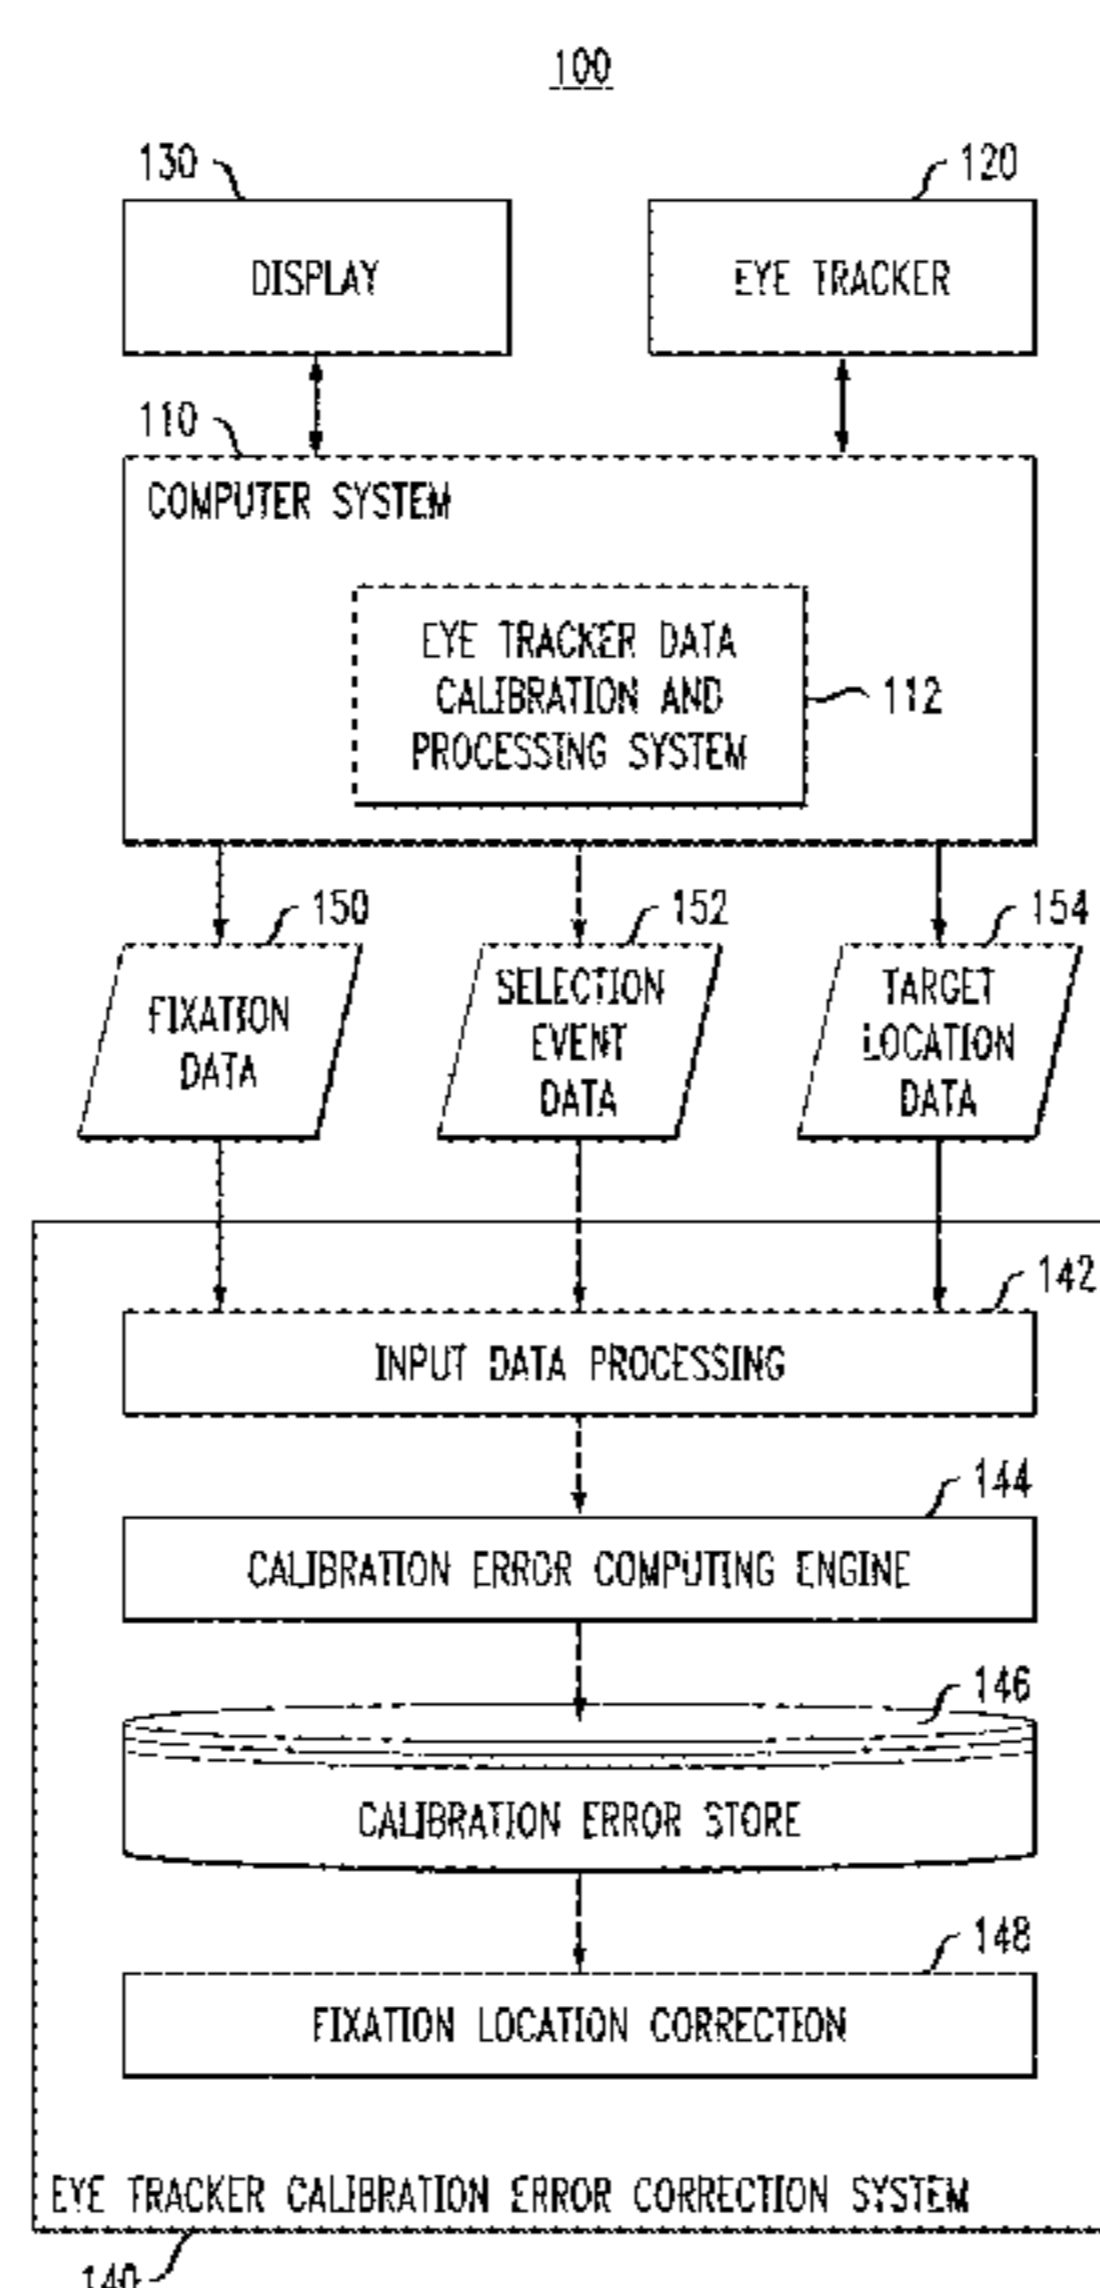 100
130
120
DISPLAY
EYE TRACKER
110
COMPUTER SYSTEM
EYE TRACKER DATA
CALIBRATION AND
PROCESSING SYSTEM
112
150
152
154
FIXATION
DATA
SELECTION
EVENT
DATA
TARGET
LOCATION
DATA
142
INPUT DATA PROCESSING
144
CALIBRATION ERROR COMPUTING ENGINE
146
CALIBRATION ERROR STORE
148
FIXATION LOCATION CORRECTION
EYE TRACKER CALIBRATION ERROR CORRECTION SYSTEM
140